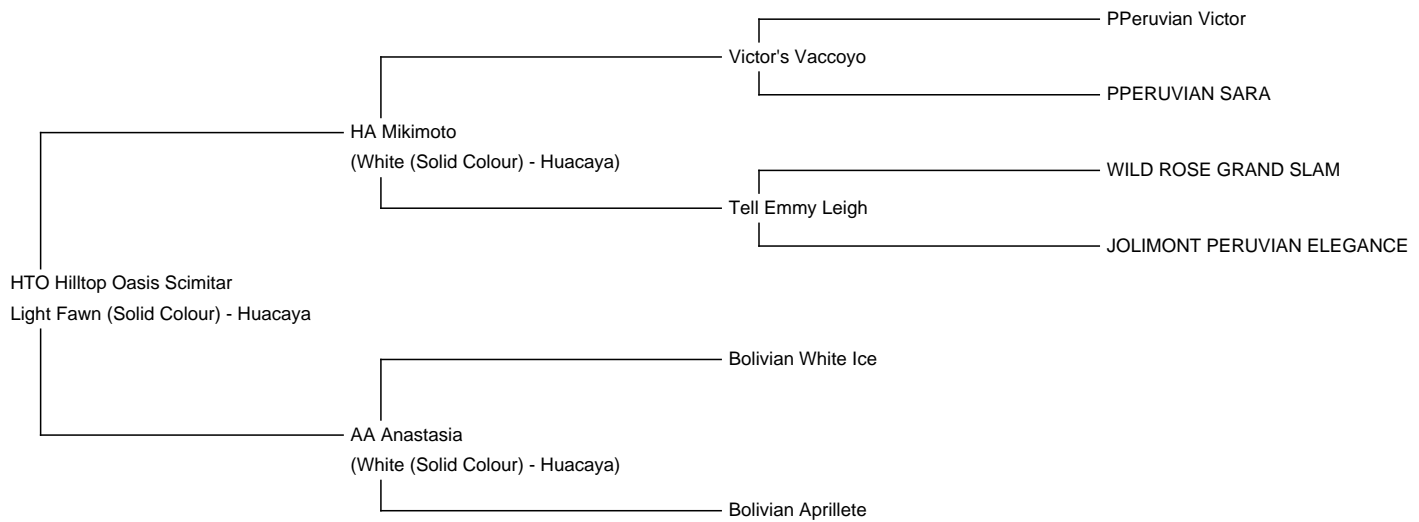 PPeruvian Victor
Victor's Vaccoyo
PPERUVIAN SARA
HA Mikimoto
(White (Solid Colour) - Huacaya)
WILD ROSE GRAND SLAM
Tell Emmy Leigh
JOLIMONT PERUVIAN ELEGANCE
HTO Hilltop Oasis Scimitar
Light Fawn (Solid Colour) - Huacaya
Bolivian White Ice
AA Anastasia
(White (Solid Colour) - Huacaya)
Bolivian Aprillete